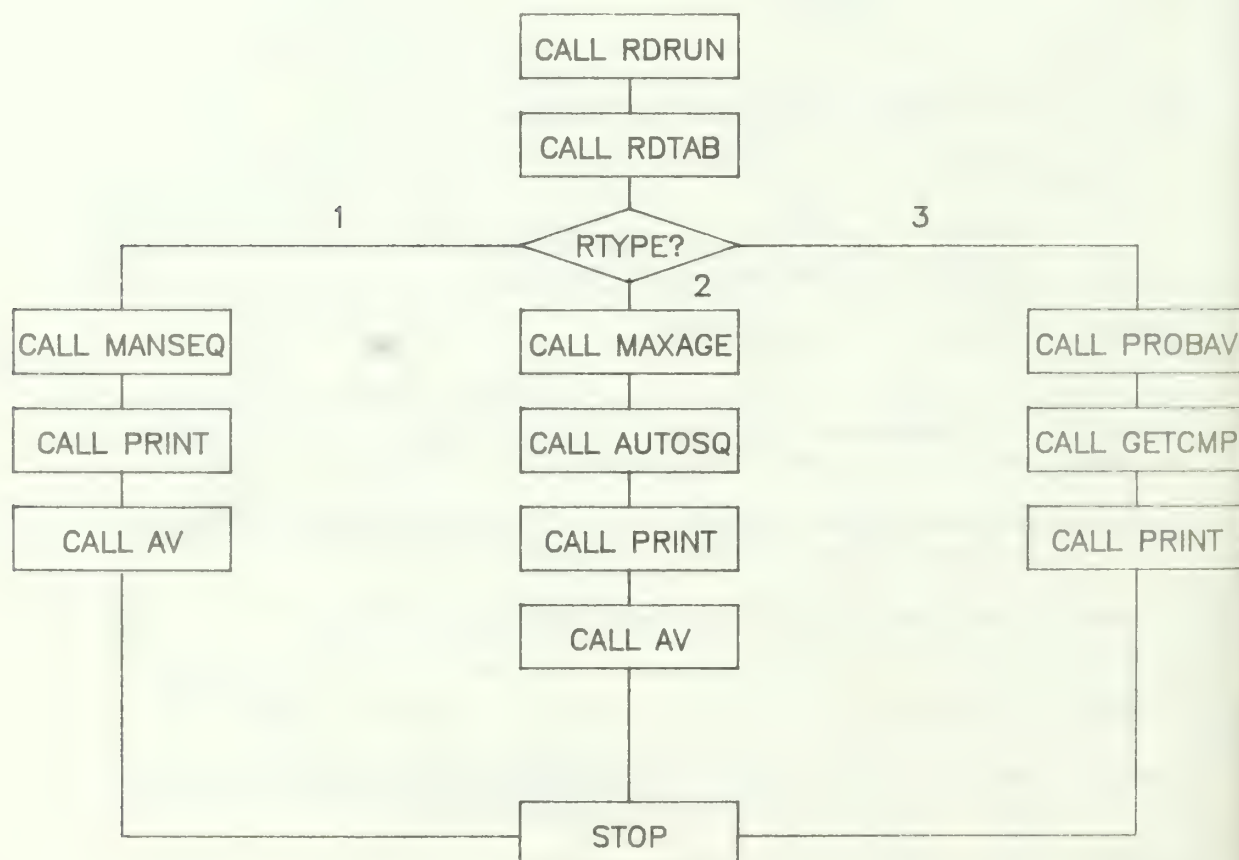 CALL RDRUN
CALL RDTAB
1
3
RTYPE?
2
CALL MANSEQ
CALL MAXAGE
CALL PROBAV
CALL PRINT
CALL AUTOSQ
CALL GETCMP
CALL AV
CALL PRINT
CALL PRINT
CALL AV
STOP